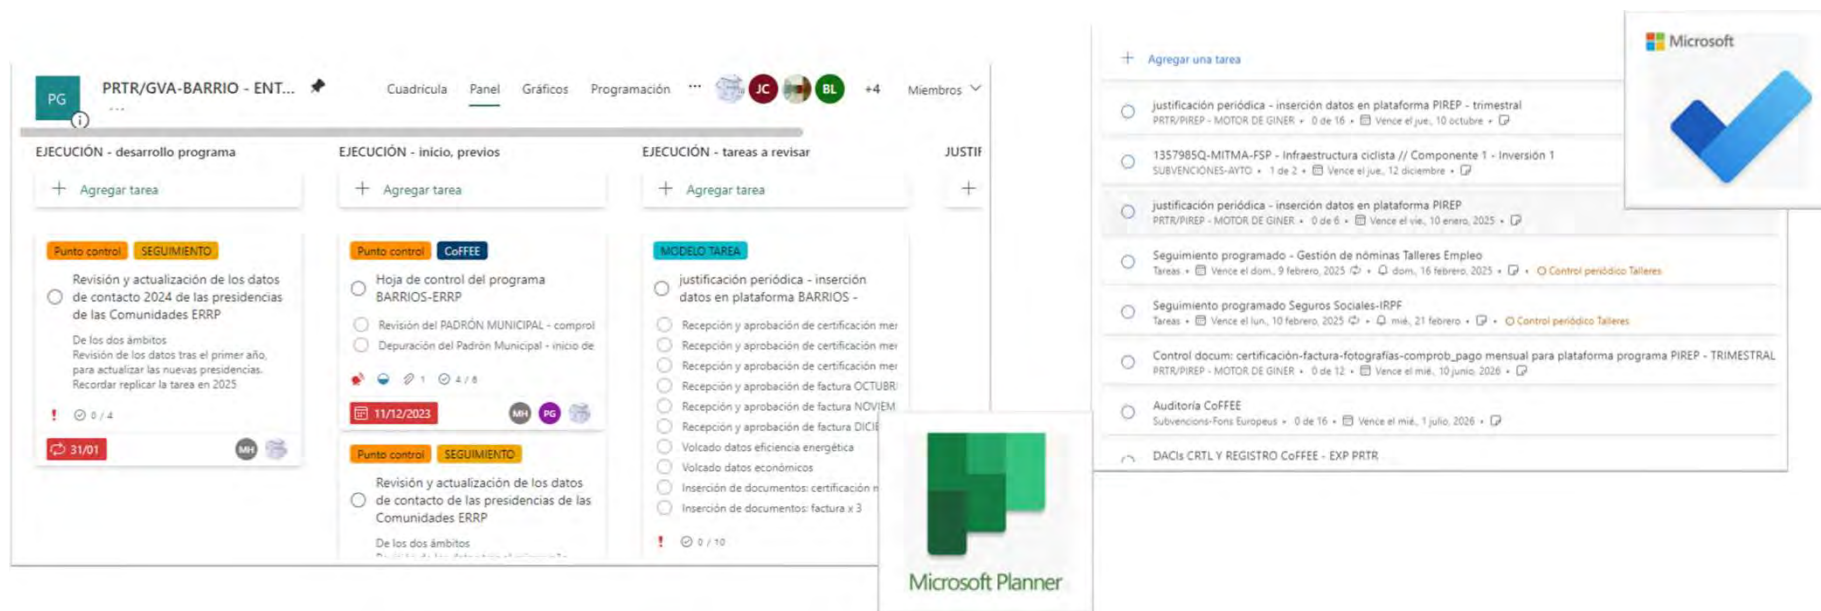 PG
PRTR/GVA-BARRIO - ENT...
...
Cuadrícula
Panel
Gráficos
Programación
...
JC
BL
+4
Miembros
EJECUCIÓN - desarrollo programa
+ Agregar tarea
Punto control
SEGUIMIENTO
Revisión y actualización de los datos
de contacto 2024 de las presidencias
de las Comunidades ERRP
De los dos ámbitos
Revisión de los datos tras el primer año,
para actualizar las nuevas presidencias.
Recordar replicar la tarea en 2025
! 0 / 4
31/01
MH
EJECUCIÓN - inicio, previos
+ Agregar tarea
Punto control
CoFFEE
Hoja de control del programa
BARRIOS-ERRP
Revisión del PADRÓN MUNICIPAL - comprol
Depuración del Padrón Municipal - inicio de
1
11/12/2023
MH
PG
Punto control
SEGUIMIENTO
Revisión y actualización de los datos
de contacto de las presidencias de las
Comunidades ERRP
De los dos ámbitos
EJECUCIÓN - tareas a revisar
+ Agregar tarea
MODELO TAREA
justificación periódica - inserción
datos en plataforma BARRIOS -
Recepción y aprobación de certificación mer
Recepción y aprobación de certificación mer
Recepción y aprobación de certificación mer
Recepción y aprobación de factura OCTUBR
Recepción y aprobación de factura NOVIEM
Recepción y aprobación de factura DICIE
Volcado datos eficiencia energética
Volcado datos económicos
Inserción de documentos: certificación m
Inserción de documentos: factura x 3
! 0 / 10
JUSTIF
+
Microsoft Planner
+ Agregar una tarea
justificación periódica - inserción datos en plataforma PIREP - trimestral
PRTR/PIREP - MOTOR DE GINER • 0 de 16 • Vence el jue., 10 octubre •
1357985Q-MITMA-FSP - Infraestructura ciclista // Componente 1 - Inversión 1
SUBVENCIONES-AYTO • 1 de 2 • Vence el jue., 12 diciembre •
justificación periódica - inserción datos en plataforma PIREP
PRTR/PIREP - MOTOR DE GINER • 0 de 6 • Vence el vie., 10 enero, 2025 •
Seguimiento programado - Gestión de nóminas Talleres Empleo
Tareas • Vence el dom., 9 febrero, 2025 • dom., 16 febrero, 2025 • • Control periódico Talleres
Seguimiento programado Seguros Sociales-IRPF
Tareas • Vence el lun., 10 febrero, 2025 • mié., 21 febrero • • Control periódico Talleres
Control docum: certificación-factura-fotografías-comprob_pago mensual para plataforma programa PIREP - TRIMESTRAL
PRTR/PIREP - MOTOR DE GINER • 0 de 12 • Vence el mié., 10 junio, 2026 •
Auditoría CoFFEE
Subvencions-Fons Europeus • 0 de 16 • Vence el mié., 1 julio, 2026 •
DACIs CRTL Y REGISTRO CoFFEE - EXP PRTR
Microsoft